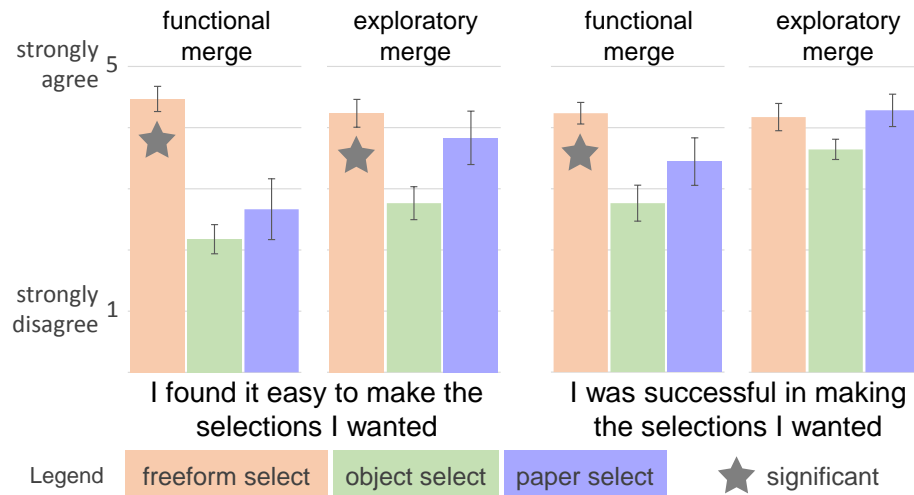 functional
merge
exploratory
merge
functional
merge
exploratory
merge
strongly
agree
5
strongly
disagree
1
I found it easy to make the
selections I wanted
I was successful in making
the selections I wanted
Legend
freeform select
object select
paper select
significant